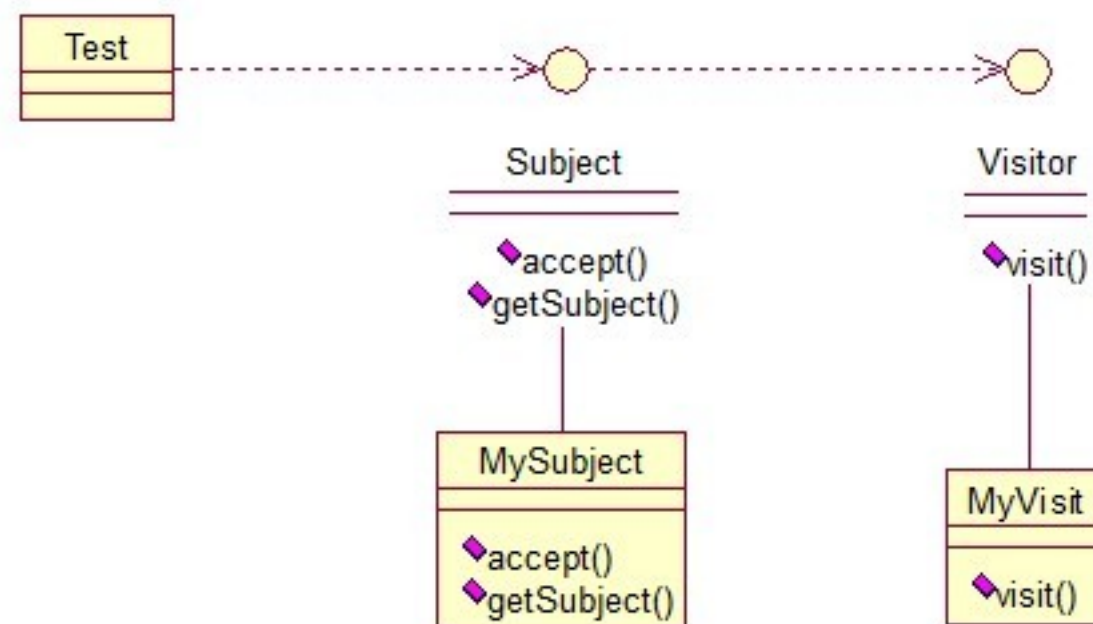 Test
Subject
accept()
getSubject()
Visitor
visit()
MySubject
accept()
getSubject()
MyVisit
visit()